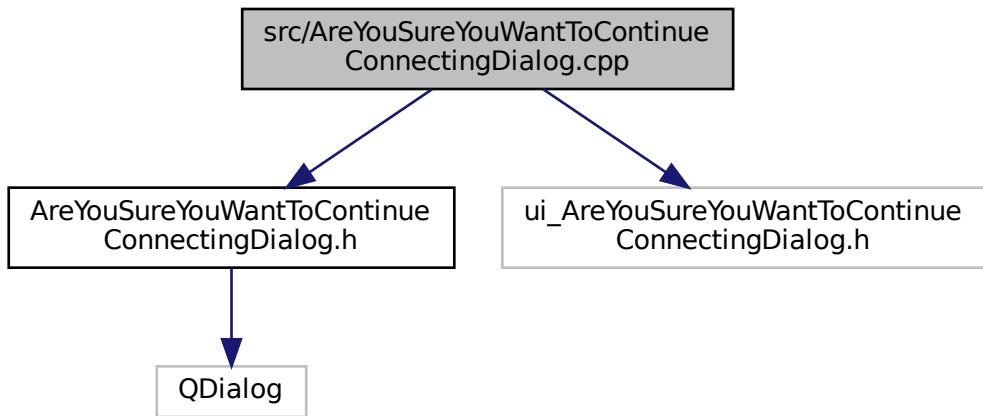 src/AreYouSureYouWantToContinue
ConnectingDialog.cpp
AreYouSureYouWantToContinue
ConnectingDialog.h
ui_AreYouSureYouWantToContinue
ConnectingDialog.h
QDialog